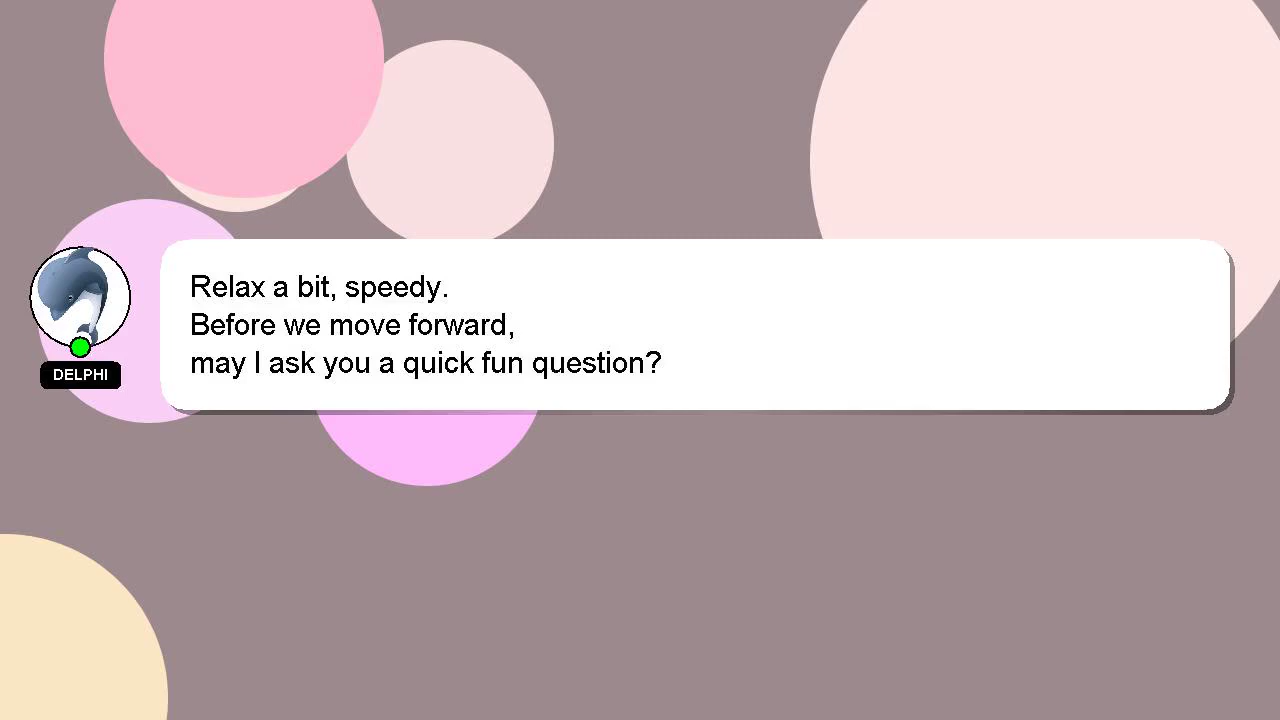 Relax a bit, speedy.
Before we move forward,
may I ask you a quick fun question?
DELPHI